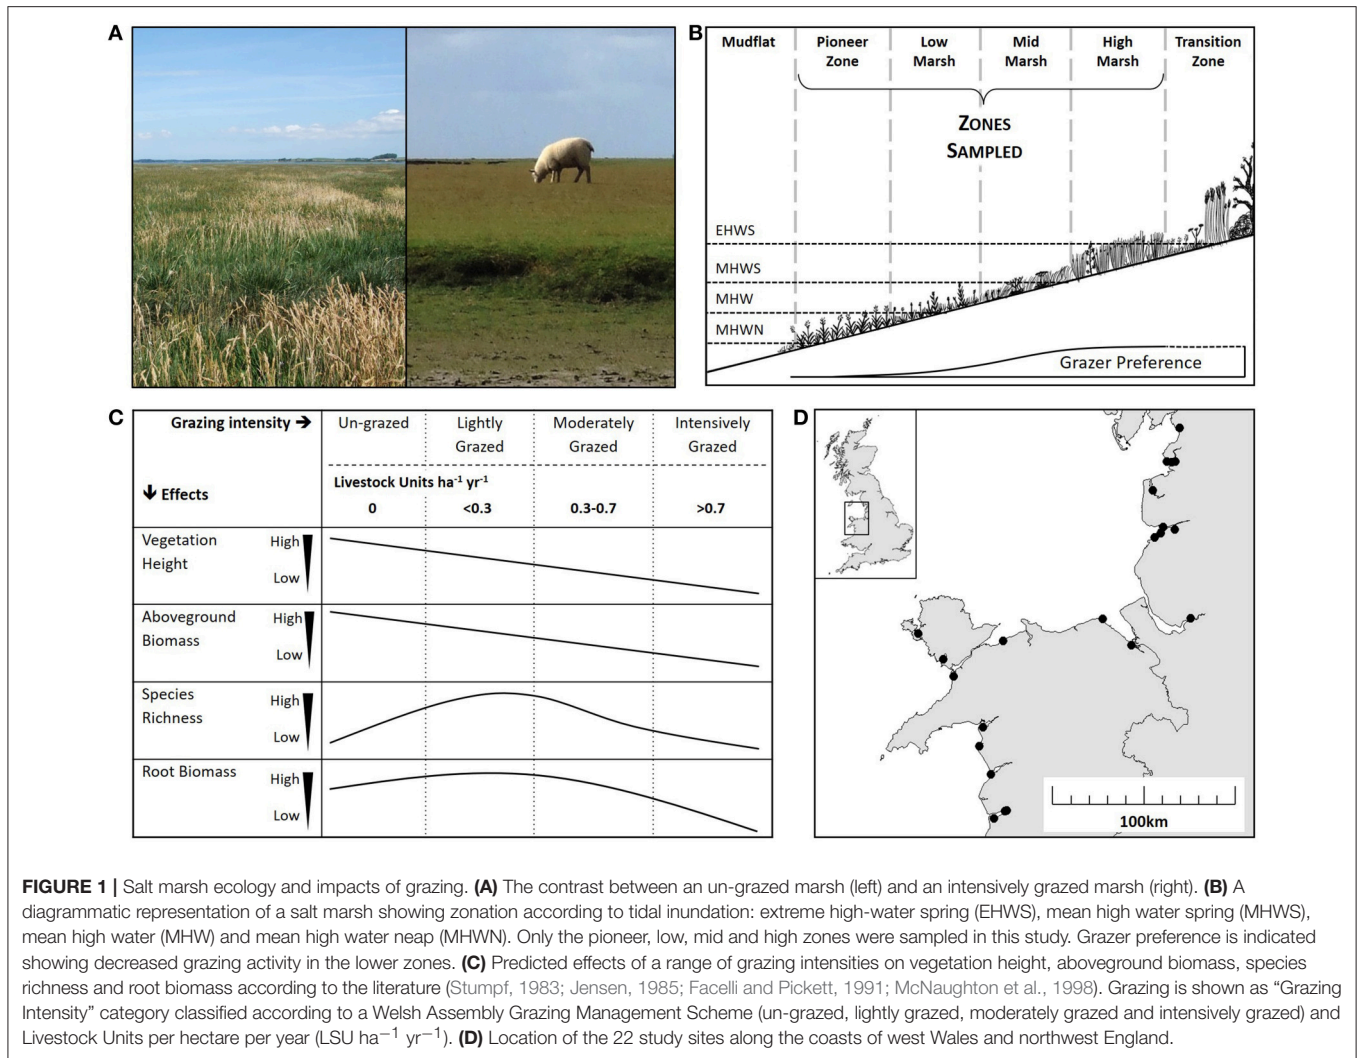 A
B
Mudflat
Pioneer Zone
Low Marsh
Mid Marsh
High Marsh
Transition Zone
ZONES
SAMPLED
EHWS
MHWS
MHW
MHWN
Grazer Preference
C
Grazing intensity → Un-grazed Lightly Grazed Moderately Grazed Intensively Grazed
Livestock Units ha⁻¹ yr⁻¹
↓ Effects
0 <0.3 0.3-0.7 >0.7
Vegetation High
Height Low
Aboveground High
Biomass Low
Species High
Richness Low
Root Biomass High
Low
D
100km
FIGURE 1 | Salt marsh ecology and impacts of grazing. (A) The contrast between an un-grazed marsh (left) and an intensively grazed marsh (right). (B) A
diagrammatic representation of a salt marsh showing zonation according to tidal inundation: extreme high-water spring (EHWS), mean high water spring (MHWS),
mean high water (MHW) and mean high water neap (MHWN). Only the pioneer, low, mid and high zones were sampled in this study. Grazer preference is indicated
showing decreased grazing activity in the lower zones. (C) Predicted effects of a range of grazing intensities on vegetation height, aboveground biomass, species
richness and root biomass according to the literature (Stumpf, 1983; Jensen, 1985; Facelli and Pickett, 1991; McNaughton et al., 1998). Grazing is shown as “Grazing
Intensity” category classified according to a Welsh Assembly Grazing Management Scheme (un-grazed, lightly grazed, moderately grazed and intensively grazed) and
Livestock Units per hectare per year (LSU ha⁻¹ yr⁻¹). (D) Location of the 22 study sites along the coasts of west Wales and northwest England.